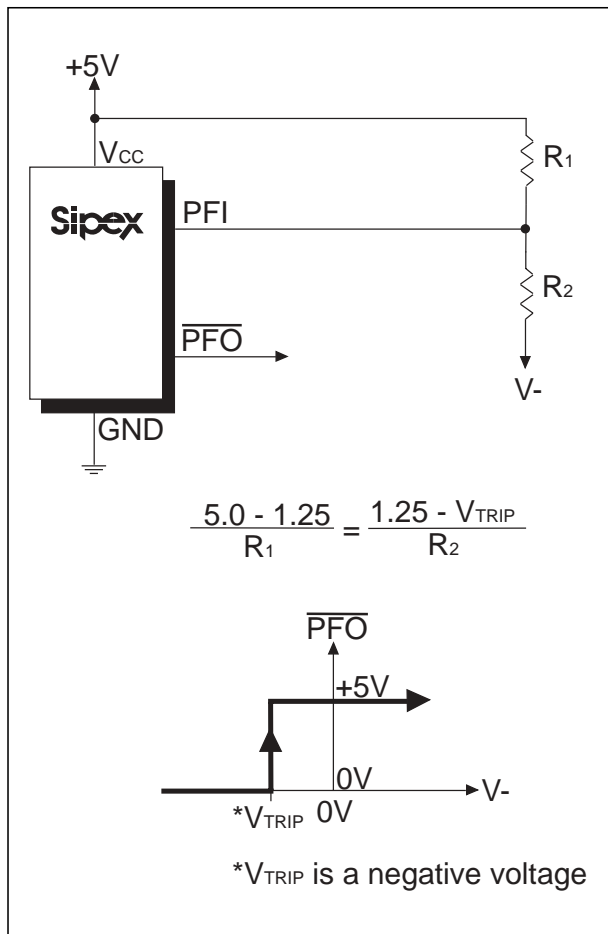 +5V
VCC
R1
Sipex
PFI
R2
PFO
V-
GND
5.0 - 1.25 = 1.25 - VTRIP
R1 R2
PFO
+5V
0V
V-
*VTRIP 0V
*VTRIP is a negative voltage